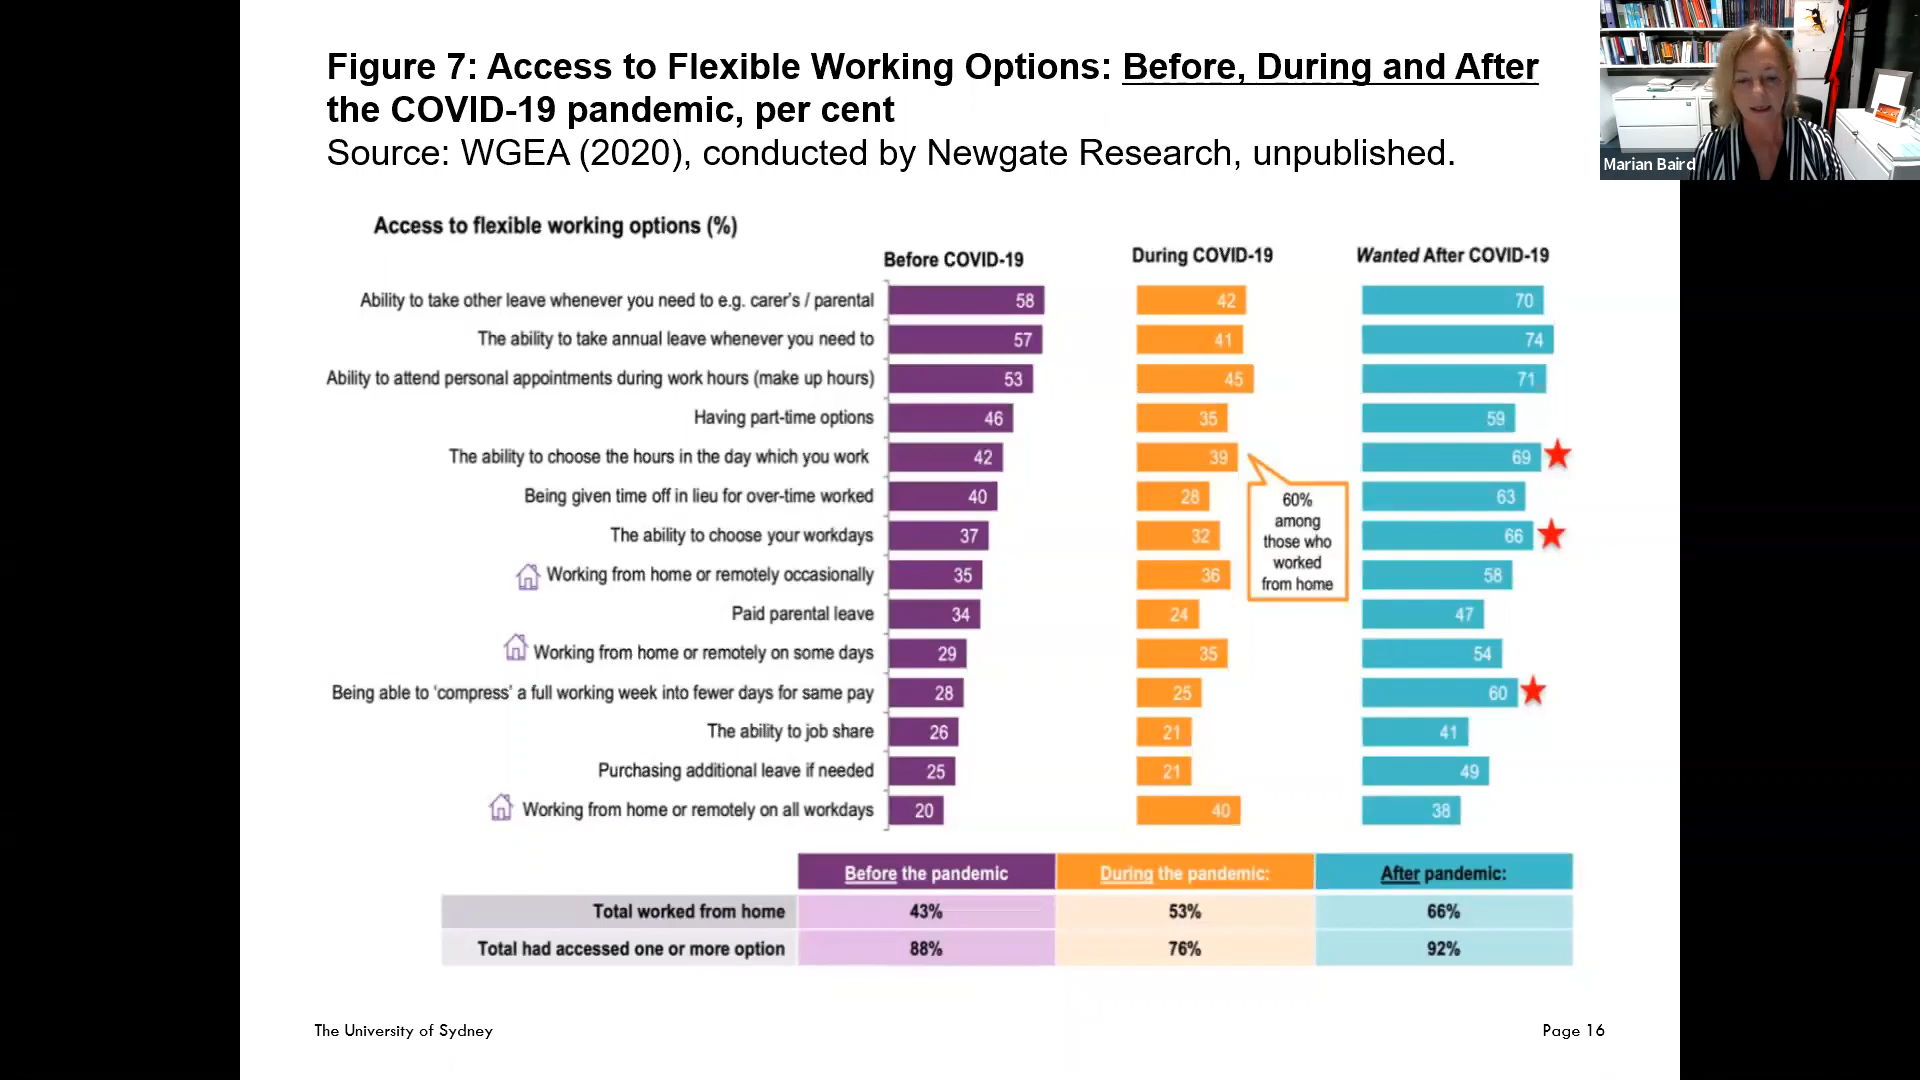 Figure 7: Access to Flexible Working Options: Before, During and After
the COVID-19 pandemic, per cent
Source: WGEA (2020), conducted by Newgate Research, unpublished.
Marian Baird
Access to flexible working options (%)
Before COVID-19
During COVID-19
Wanted After COVID-19
Ability to take other leave whenever you need to e.g. carer's / parental 58 42 70
The ability to take annual leave whenever you need to 57 41 74
Ability to attend personal appointments during work hours (make up hours) 53 45 71
Having part-time options 46 35 59
The ability to choose the hours in the day which you work 42 39 69
Being given time off in lieu for over-time worked 40 28 63
The ability to choose your workdays 37 32 66
Working from home or remotely occasionally 35 36 58
Paid parental leave 34 24 47
Working from home or remotely on some days 29 35 54
Being able to 'compress' a full working week into fewer days for same pay 28 25 60
The ability to job share 26 21 41
Purchasing additional leave if needed 25 21 49
Working from home or remotely on all workdays 20 40 38
60%
among
those who
worked
from home
Before the pandemic During the pandemic: After pandemic:
Total worked from home 43% 53% 66%
Total had accessed one or more option 88% 76% 92%
The University of Sydney
Page 16